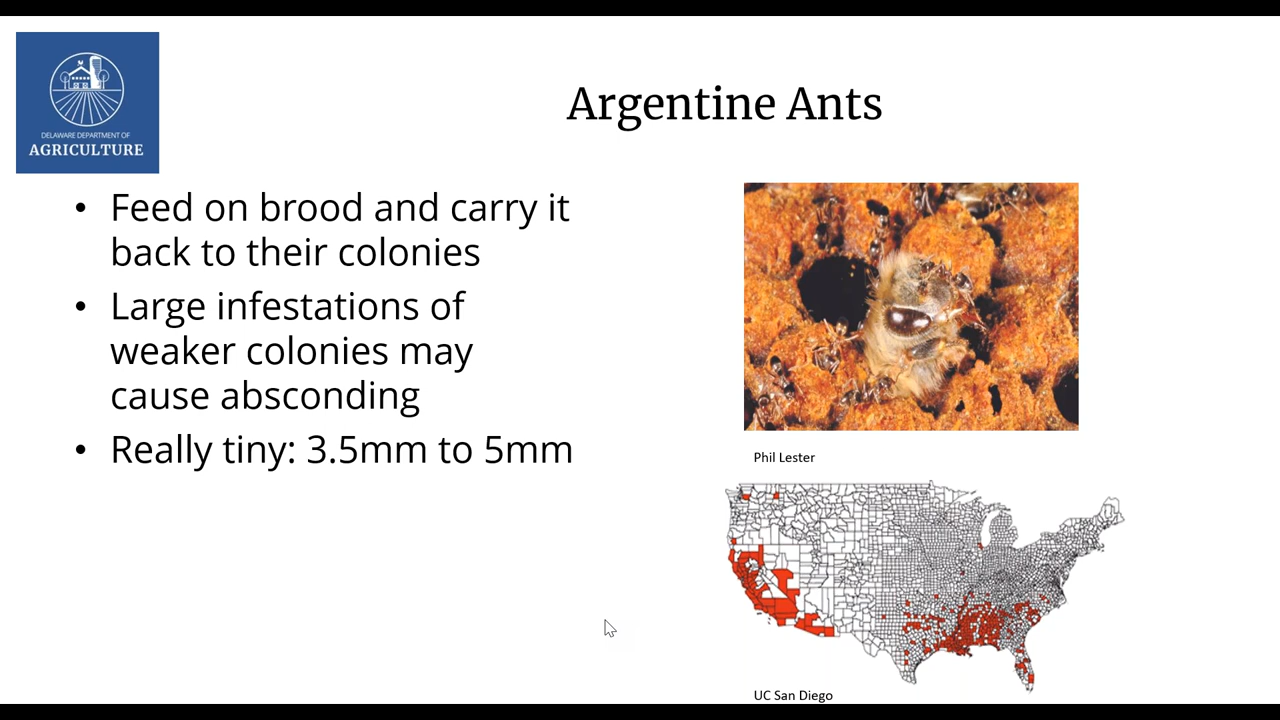 DELAWARE DEPARTMENT OF
AGRICULTURE
Argentine Ants
• Feed on brood and carry it
back to their colonies
• Large infestations of
weaker colonies may
cause absconding
• Really tiny: 3.5mm to 5mm
Phil Lester
UC San Diego